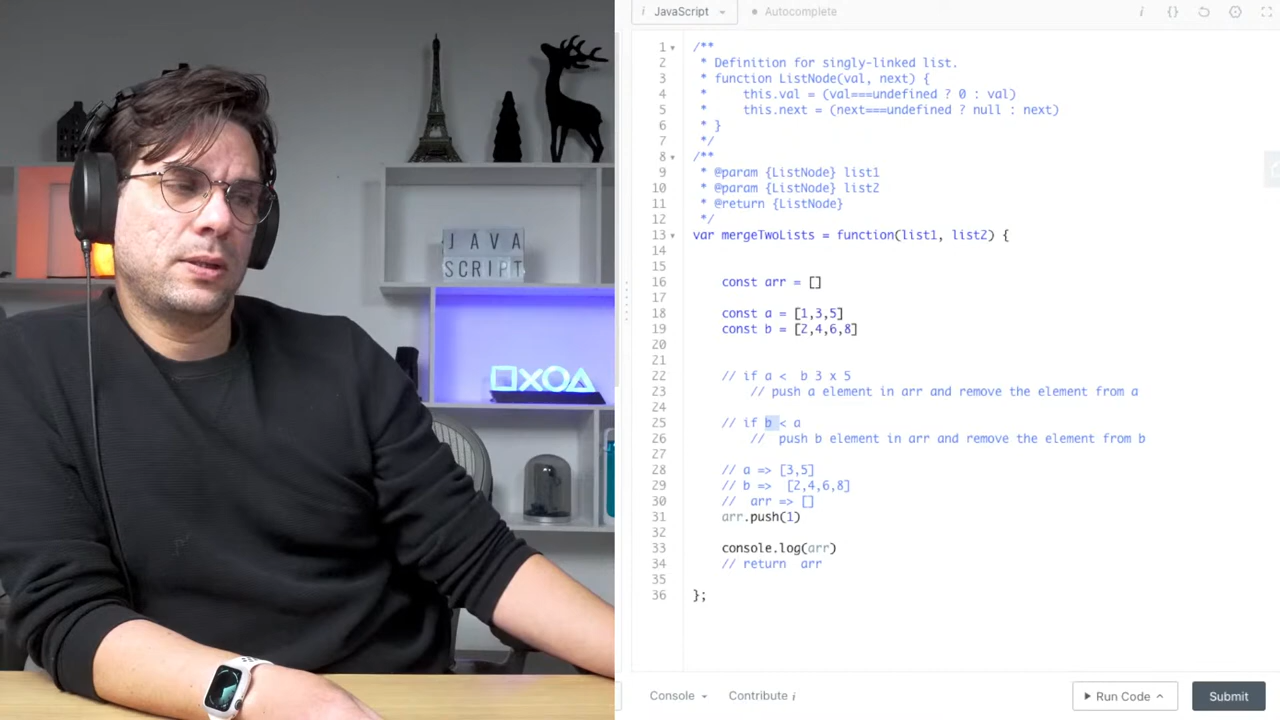 JAVA
SCRIPT
i JavaScript
Autocomplete
i {}
1 /**
2 * Definition for singly-linked list.
3 * function ListNode(val, next) {
4 *     this.val = (val===undefined ? 0 : val)
5 *     this.next = (next===undefined ? null : next)
6 * }
7 */
8 /**
9 * @param {ListNode} list1
10 * @param {ListNode} list2
11 * @return {ListNode}
12 */
13 var mergeTwoLists = function(list1, list2) {
14
15
16 const arr = []
17
18 const a = [1,3,5]
19 const b = [2,4,6,8]
20
21
22 // if a <  b 3 x 5
23 // push a element in arr and remove the element from a
24
25 // if b < a
26 //  push b element in arr and remove the element from b
27
28 // a => [3,5]
29 // b =>  [2,4,6,8]
30 //  arr => []
31 arr.push(1)
32
33 console.log(arr)
34 // return  arr
35
36 };
Console
Contribute i
Run Code
Submit